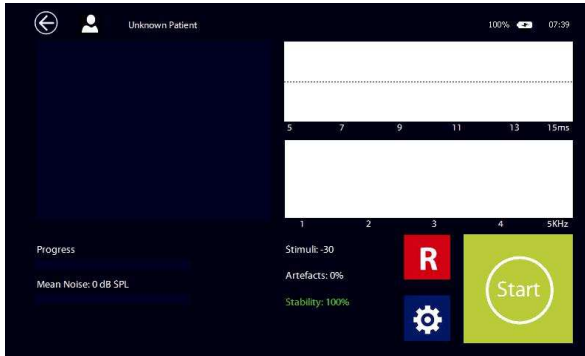 Unknown Patient 100% 07:39
5 7 9 11 13 15ms
1 2 3 4 5KHz
Progress
Mean Noise: 0 dB SPL
Stimuli: -30
Artefacts: 0%
Stability: 100%
R
Start